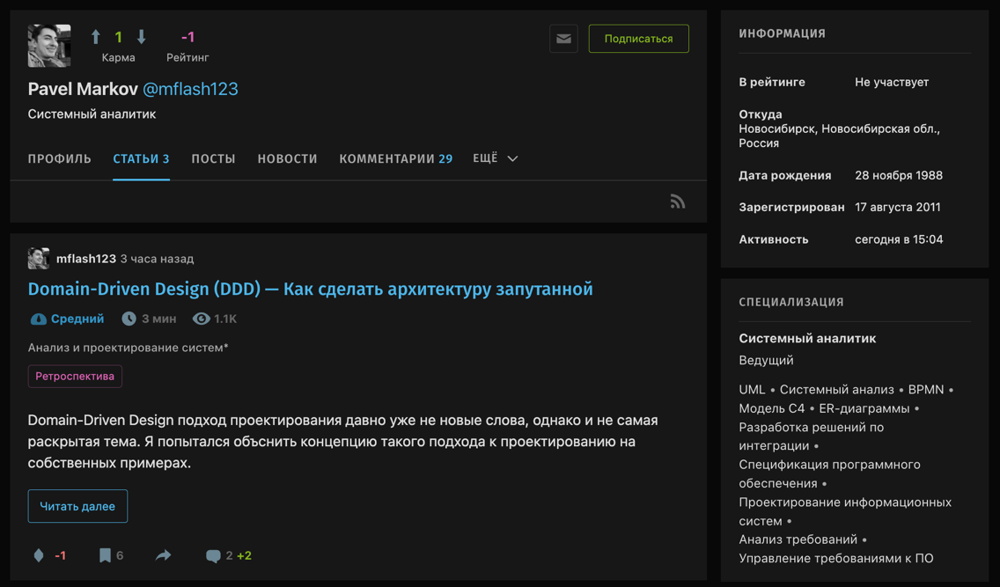 1
Карма
-1
Рейтинг
Подписаться
Pavel Markov @mflash123
Системный аналитик
ПРОФИЛЬ СТАТЬИ 3 ПОСТЫ НОВОСТИ КОММЕНТАРИИ 29 ЕЩЁ
mflash123 3 часа назад
Domain-Driven Design (DDD) — Как сделать архитектуру запутанной
Средний 3 мин 1.1K
Анализ и проектирование систем*
Ретроспектива
Domain-Driven Design подход проектирования давно уже не новые слова, однако и не самая
раскрытая тема. Я попытался объснить концепцию такого подхода к проектированию на
собственных примерах.
Читать далее
-1 6 2 +2
ИНФОРМАЦИЯ
В рейтинге Не участвует
Откуда
Новосибирск, Новосибирская обл.,
Россия
Дата рождения 28 ноября 1988
Зарегистрирован 17 августа 2011
Активность сегодня в 15:04
СПЕЦИАЛИЗАЦИЯ
Системный аналитик
Ведущий
UML • Системный анализ • BPMN •
Модель C4 • ER-диаграммы •
Разработка решений по
интеграции •
Спецификация программного
обеспечения •
Проектирование информационных
систем •
Анализ требований •
Управление требованиями к ПО